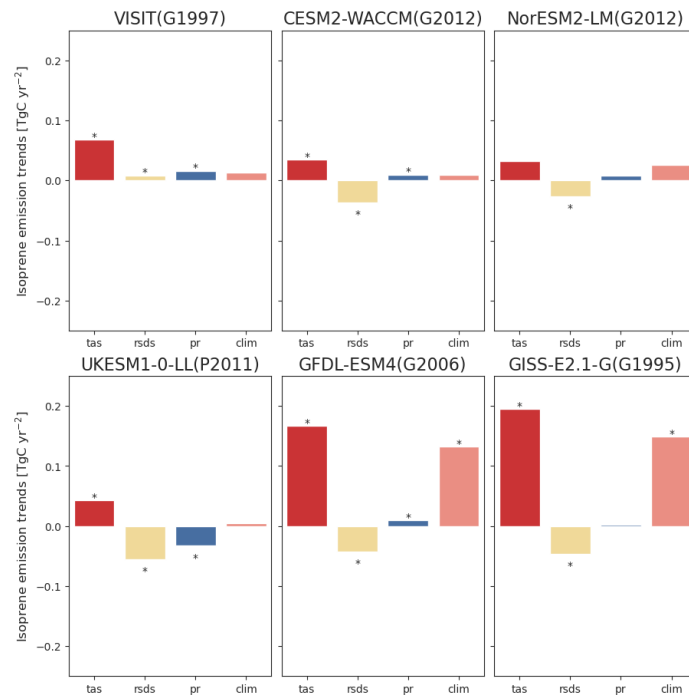 VISIT(G1997) CESM2-WACCM(G2012) NorESM2-LM(G2012)
Isoprene emission trends [TgC yr⁻²]
0.2
0.1
0.0
−0.1
−0.2
* * *
* *
*
*
tas rsds pr clim tas rsds pr clim tas rsds pr clim
UKESM1-0-LL(P2011) GFDL-ESM4(G2006) GISS-E2.1-G(G1995)
Isoprene emission trends [TgC yr⁻²]
0.2
0.1
0.0
−0.1
−0.2
*
* *
* * *
*
* *
*
tas rsds pr clim tas rsds pr clim tas rsds pr clim